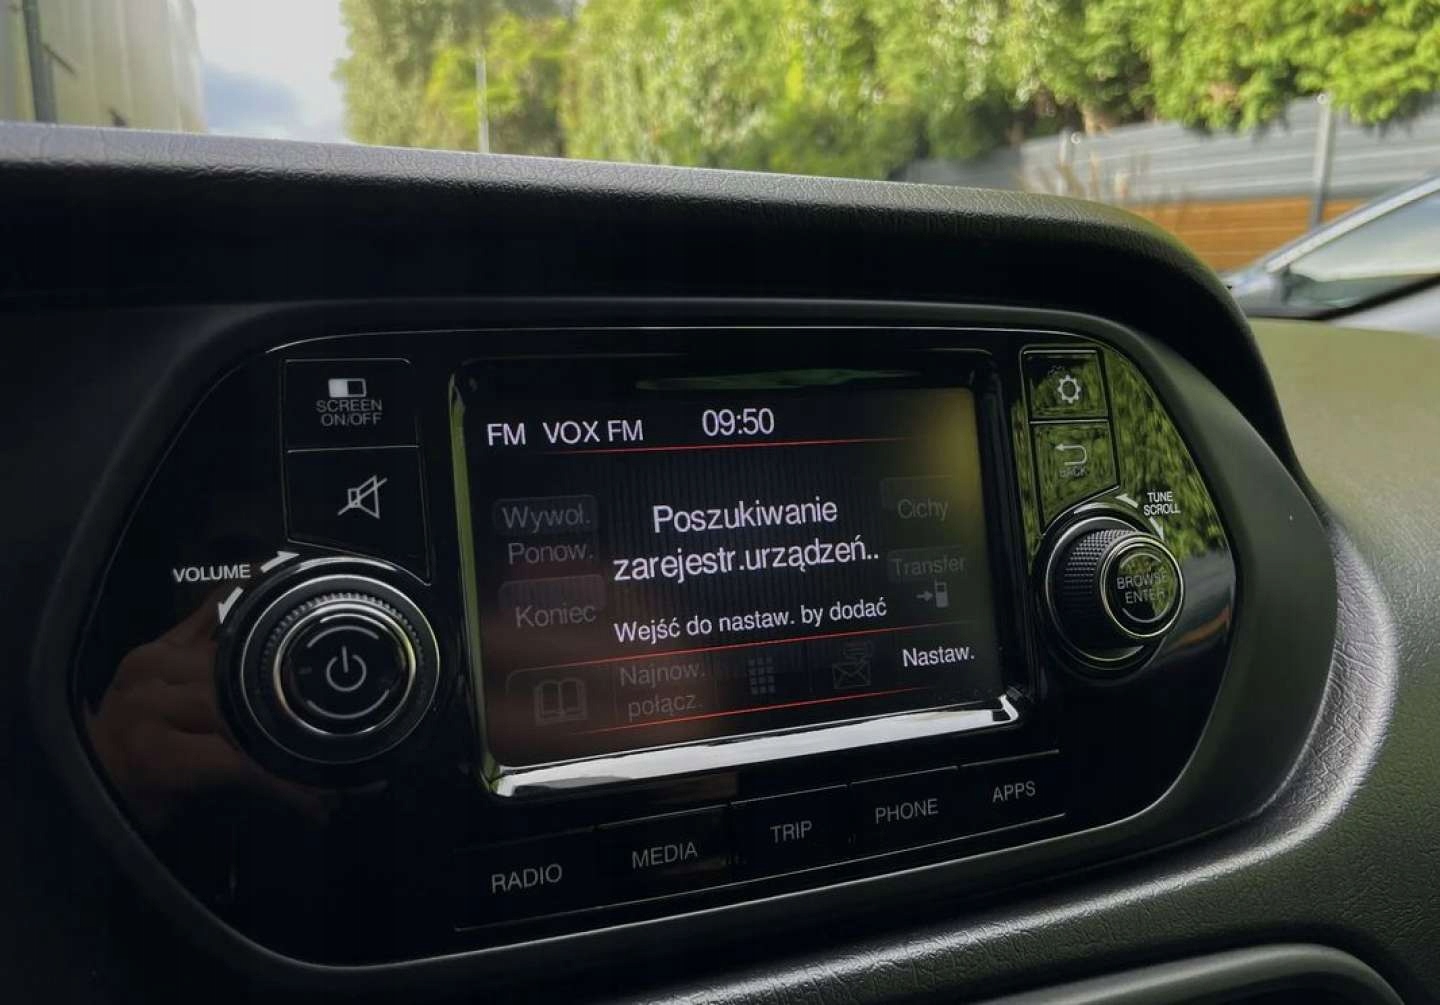 SCREEN
ON/OFF
VOLUME
FM VOX FM 09:50
Wywoł.
Ponow.
Koniec
Poszukiwanie
zarejestr.urządzeń..
Wejść do nastaw. by dodać
Cichy
Transfer
Najnow.
połącz.
Nastaw.
BACK
TUNE
SCROLL
BROWSE
ENTER
RADIO
MEDIA
TRIP
PHONE
APPS